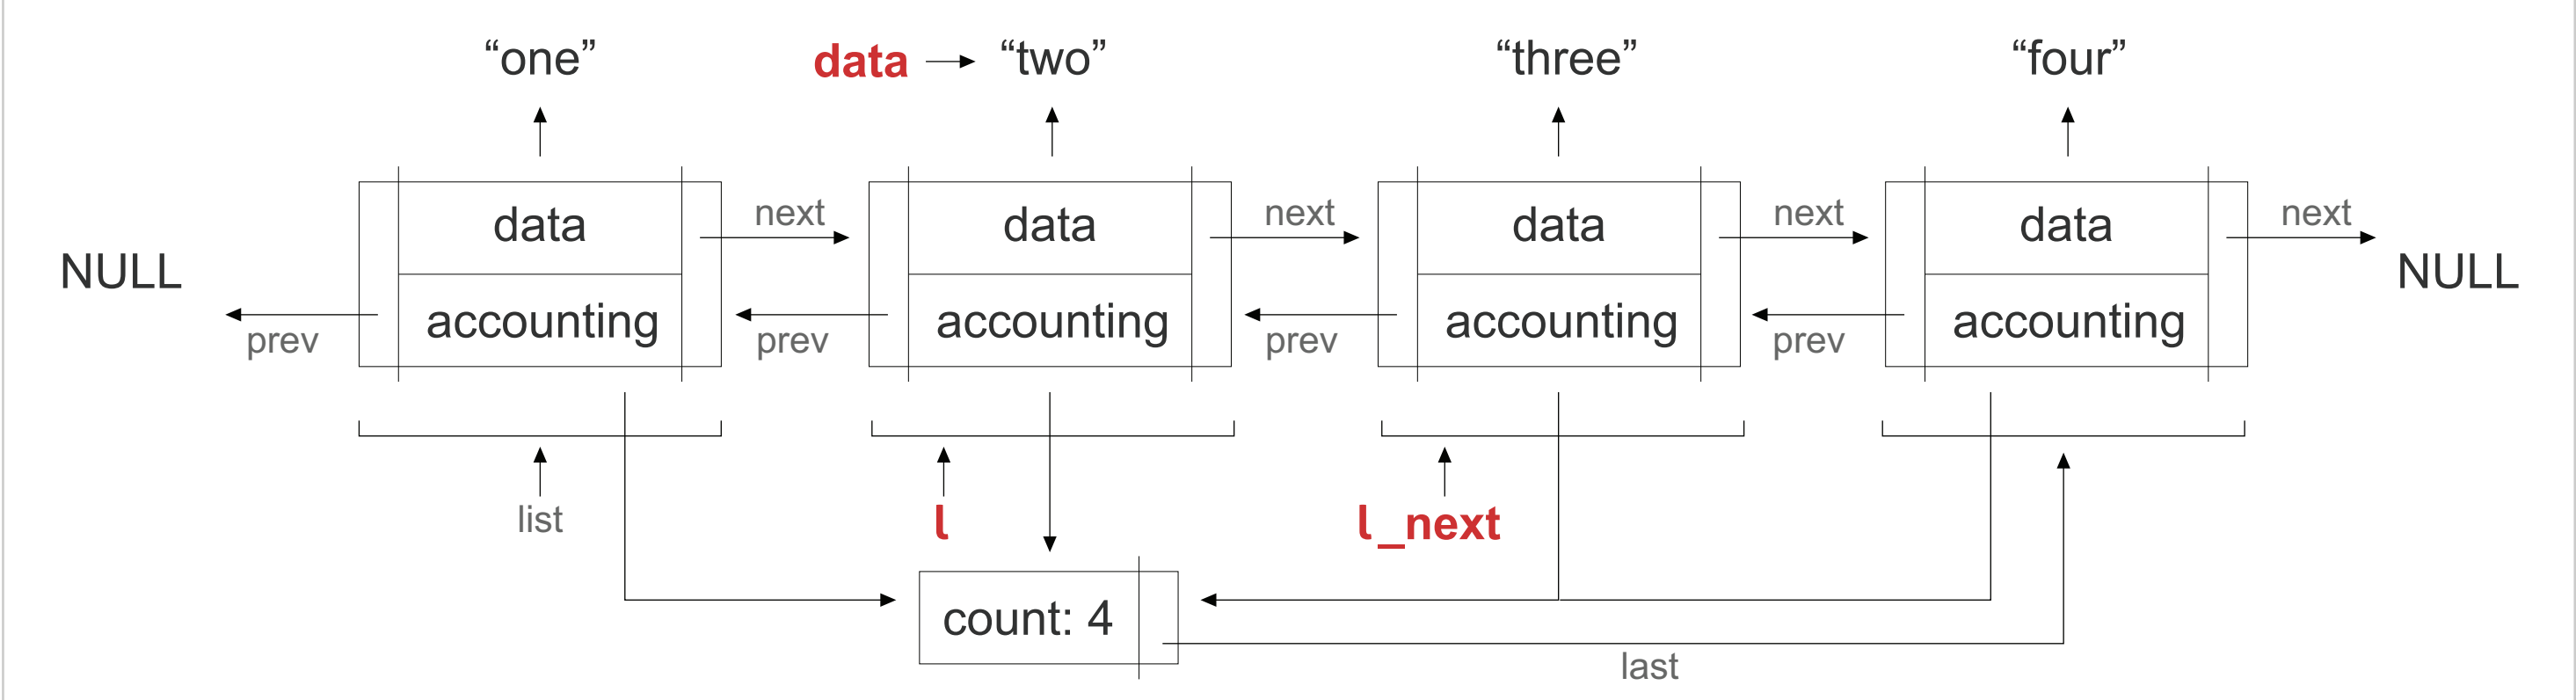 “one” data “two” “three” “four”
data next data next data next data next
NULL NULL
accounting accounting accounting accounting
prev prev prev prev
list l l_next
count: 4
last